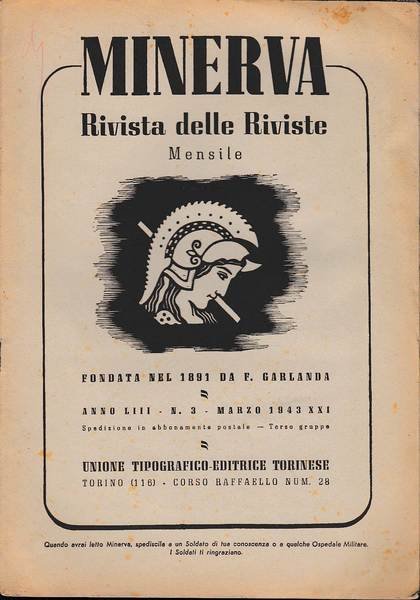 MINERVA
Rivista delle Riviste
Mensile
FONDATA NEL 1891 DA F. GARLANDA
ANNO LIII - N. 3 - MARZO 1943 XXI
Spedizione in abbonamento postale — Terzo gruppo
UNIONE TIPOGRAFICO-EDITRICE TORINESE
TORINO (116) - CORSO RAFFAELLO NUM. 28
Quando avrai letto Minerva, spediscila a un Soldato di tua conoscenza o a qualche Ospedale Militare.
I Soldati ti ringraziano.